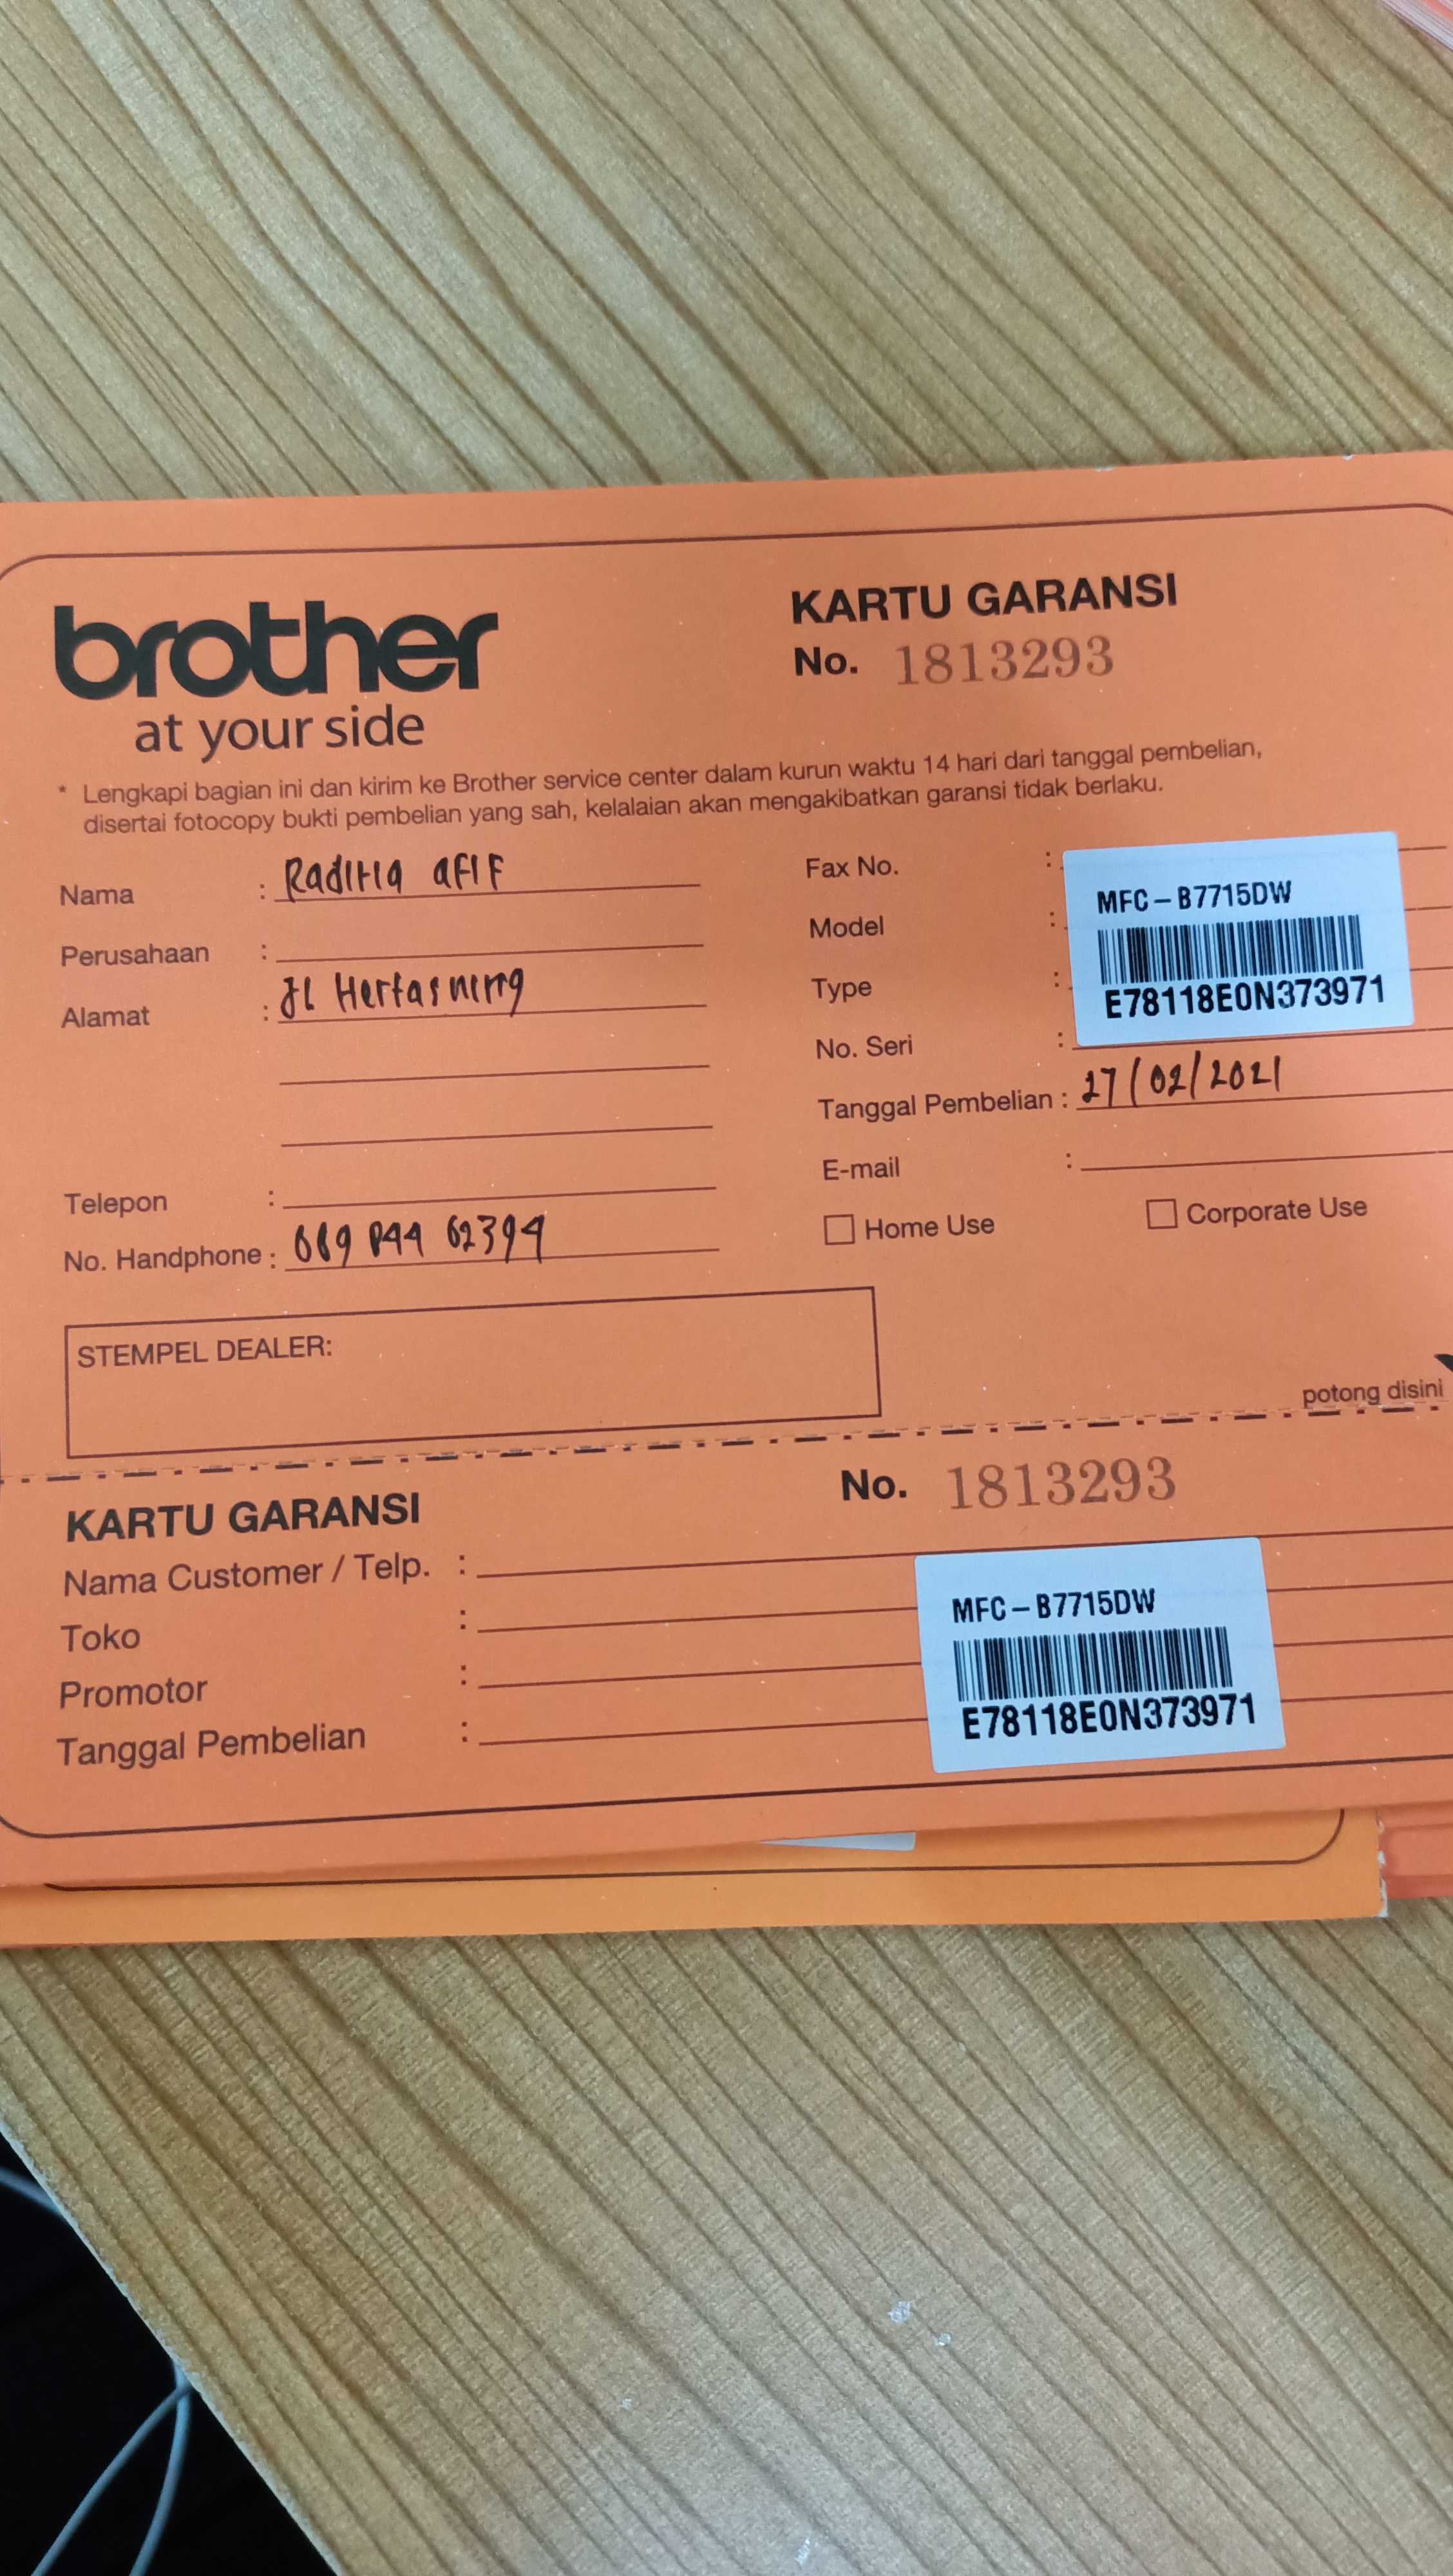 brother
at your side
KARTU GARANSI
No. 1813293
* Lengkapi bagian ini dan kirim ke Brother service center dalam kurun waktu 14 hari dari tanggal pembelian,
disertai fotocopy bukti pembelian yang sah, kelalaian akan mengakibatkan garansi tidak berlaku.
Nama :
Perusahaan :
Alamat : Jl Hertasning
Telepon :
No. Handphone :
Fax No. :
Model :
Type :
No. Seri :
MFC-B7715DW
E78118E0N373971
Tanggal Pembelian : 27/02/2021
E-mail :
Home Use
Corporate Use
STEMPEL DEALER:
potong disini
KARTU GARANSI
No. 1813293
Nama Customer / Telp. :
Toko :
Promotor :
Tanggal Pembelian :
MFC-B7715DW
E78118E0N373971